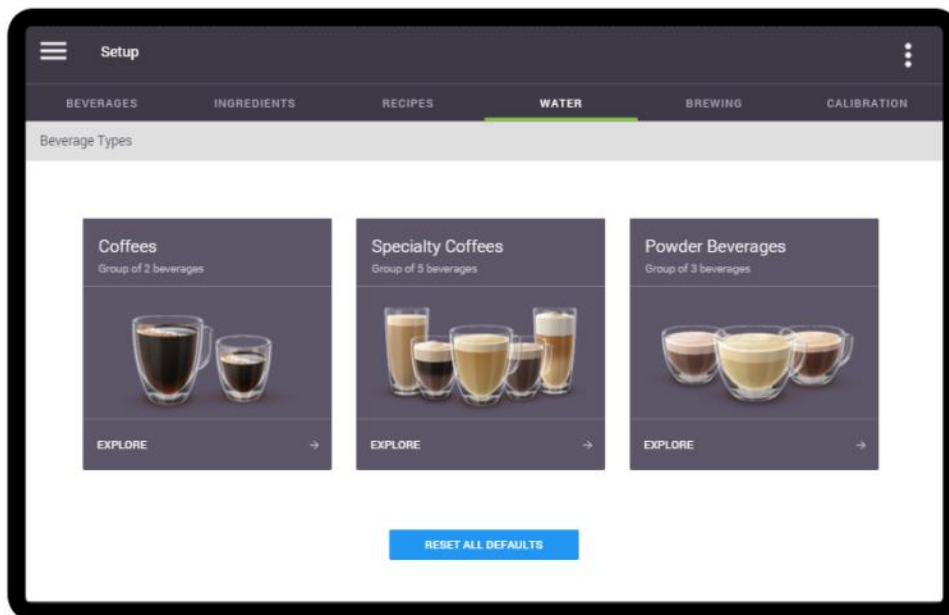 Setup
BEVERAGES INGREDIENTS RECIPES WATER BREWING CALIBRATION
Beverage Types
Coffees
Group of 2 beverages
EXPLORE
Specialty Coffees
Group of 5 beverages
EXPLORE
Powder Beverages
Group of 3 beverages
EXPLORE
RESET ALL DEFAULTS